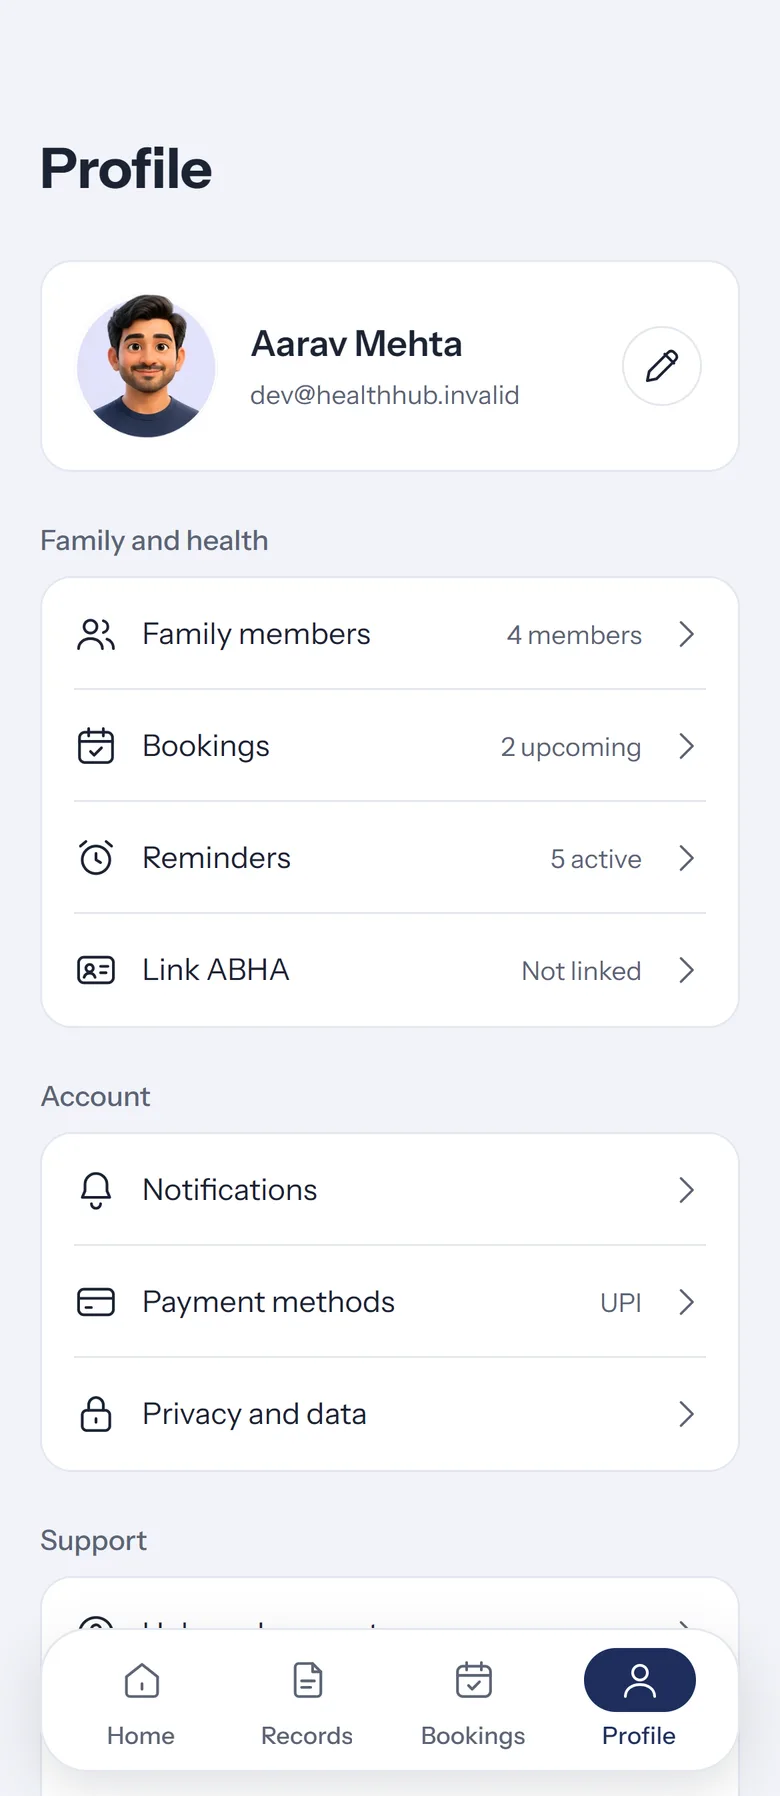 Profile
Aarav Mehta
dev@healthhub.invalid
Family and health
Family members 4 members
Bookings 2 upcoming
Reminders 5 active
Link ABHA Not linked
Account
Notifications
Payment methods UPI
Privacy and data
Support
Home Records Bookings Profile